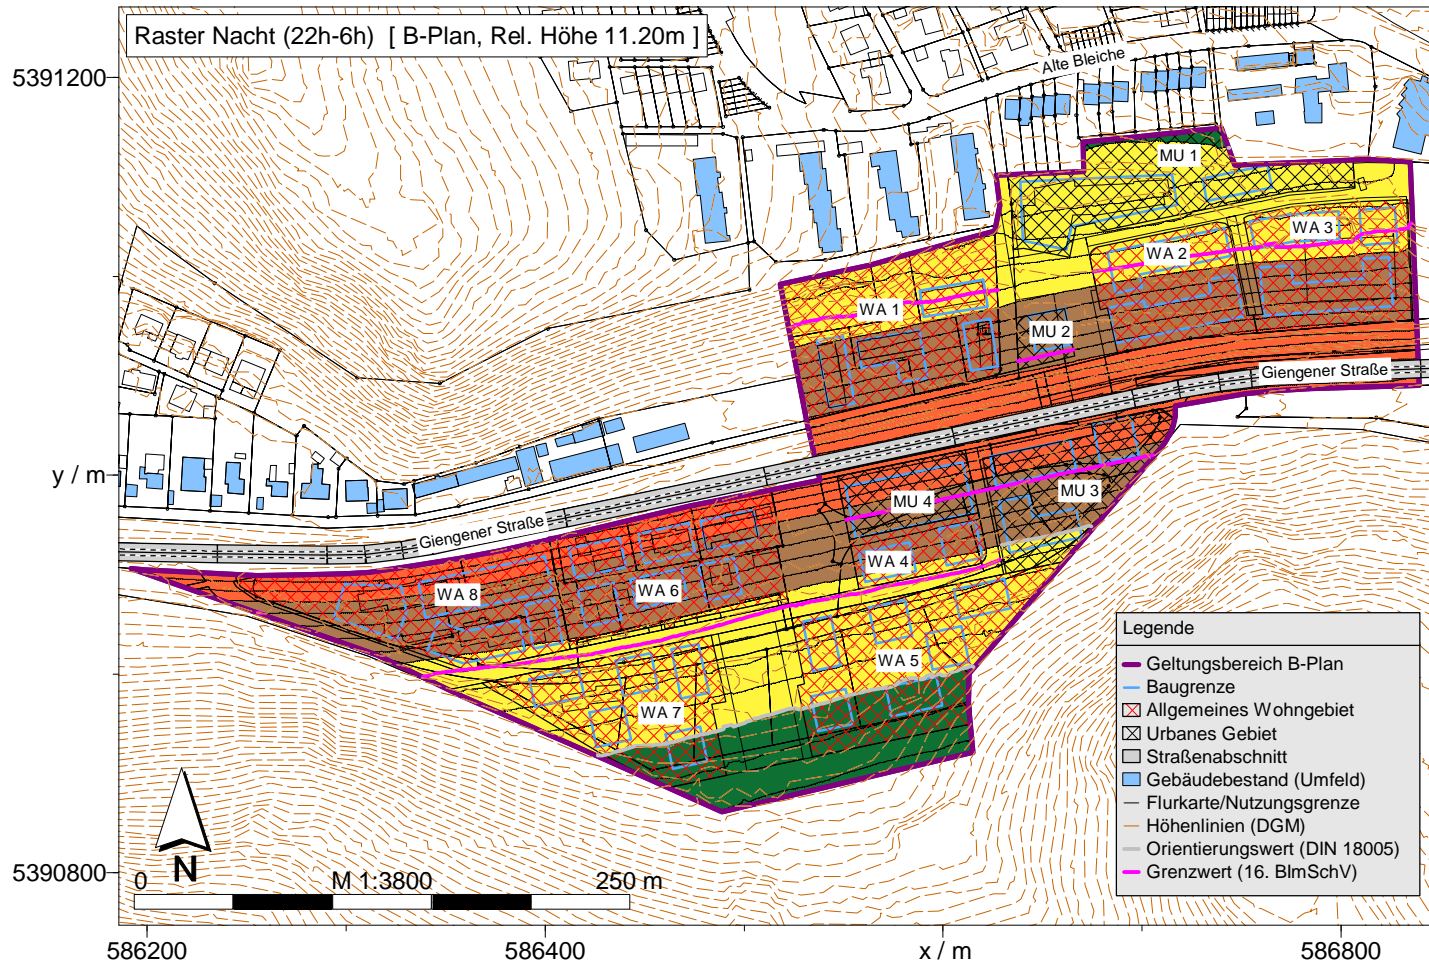 Raster Nacht (22h-6h) [ B-Plan, Rel. Höhe 11.20m ]
5391200
Alte Bleiche
MU 1
WA 3
WA 2
WA 1
MU 2
Giengener Straße
y / m
MU 3
MU 4
Giengener Straße
WA 4
WA 6
WA 8
WA 5
WA 7
Legende
Geltungsbereich B-Plan
Baugrenze
Allgemeines Wohngebiet
Urbanes Gebiet
Straßenabschnitt
Gebäudebestand (Umfeld)
Flurkarte/Nutzungsgrenze
Höhenlinien (DGM)
Orientierungswert (DIN 18005)
Grenzwert (16. BImSchV)
N
5390800
0 M 1:3800 250 m
586200 586400 x / m 586800